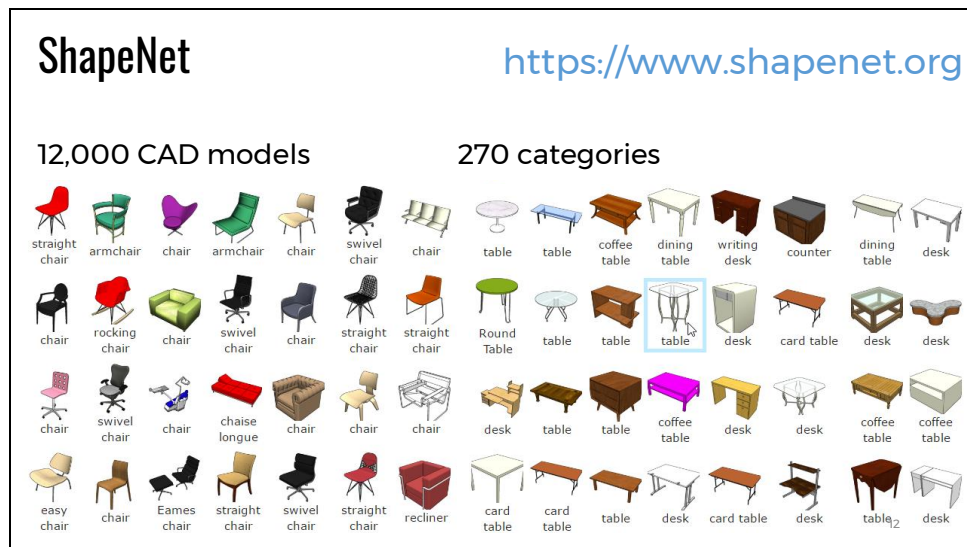 ShapeNet
https://www.shapenet.org
12,000 CAD models
270 categories
straight chair
armchair
chair
armchair
chair
swivel chair
chair
table
table
coffee table
dining table
writing desk
counter
dining table
desk
chair
rocking chair
chair
swivel chair
chair
straight chair
straight chair
Round Table
table
table
table
desk
card table
desk
desk
chair
swivel chair
chair
chaise longue
chair
chair
chair
desk
table
table
coffee table
desk
desk
coffee table
coffee table
easy chair
chair
Eames chair
straight chair
swivel chair
straight chair
recliner
card table
card table
table
desk
card table
desk
table
desk
12